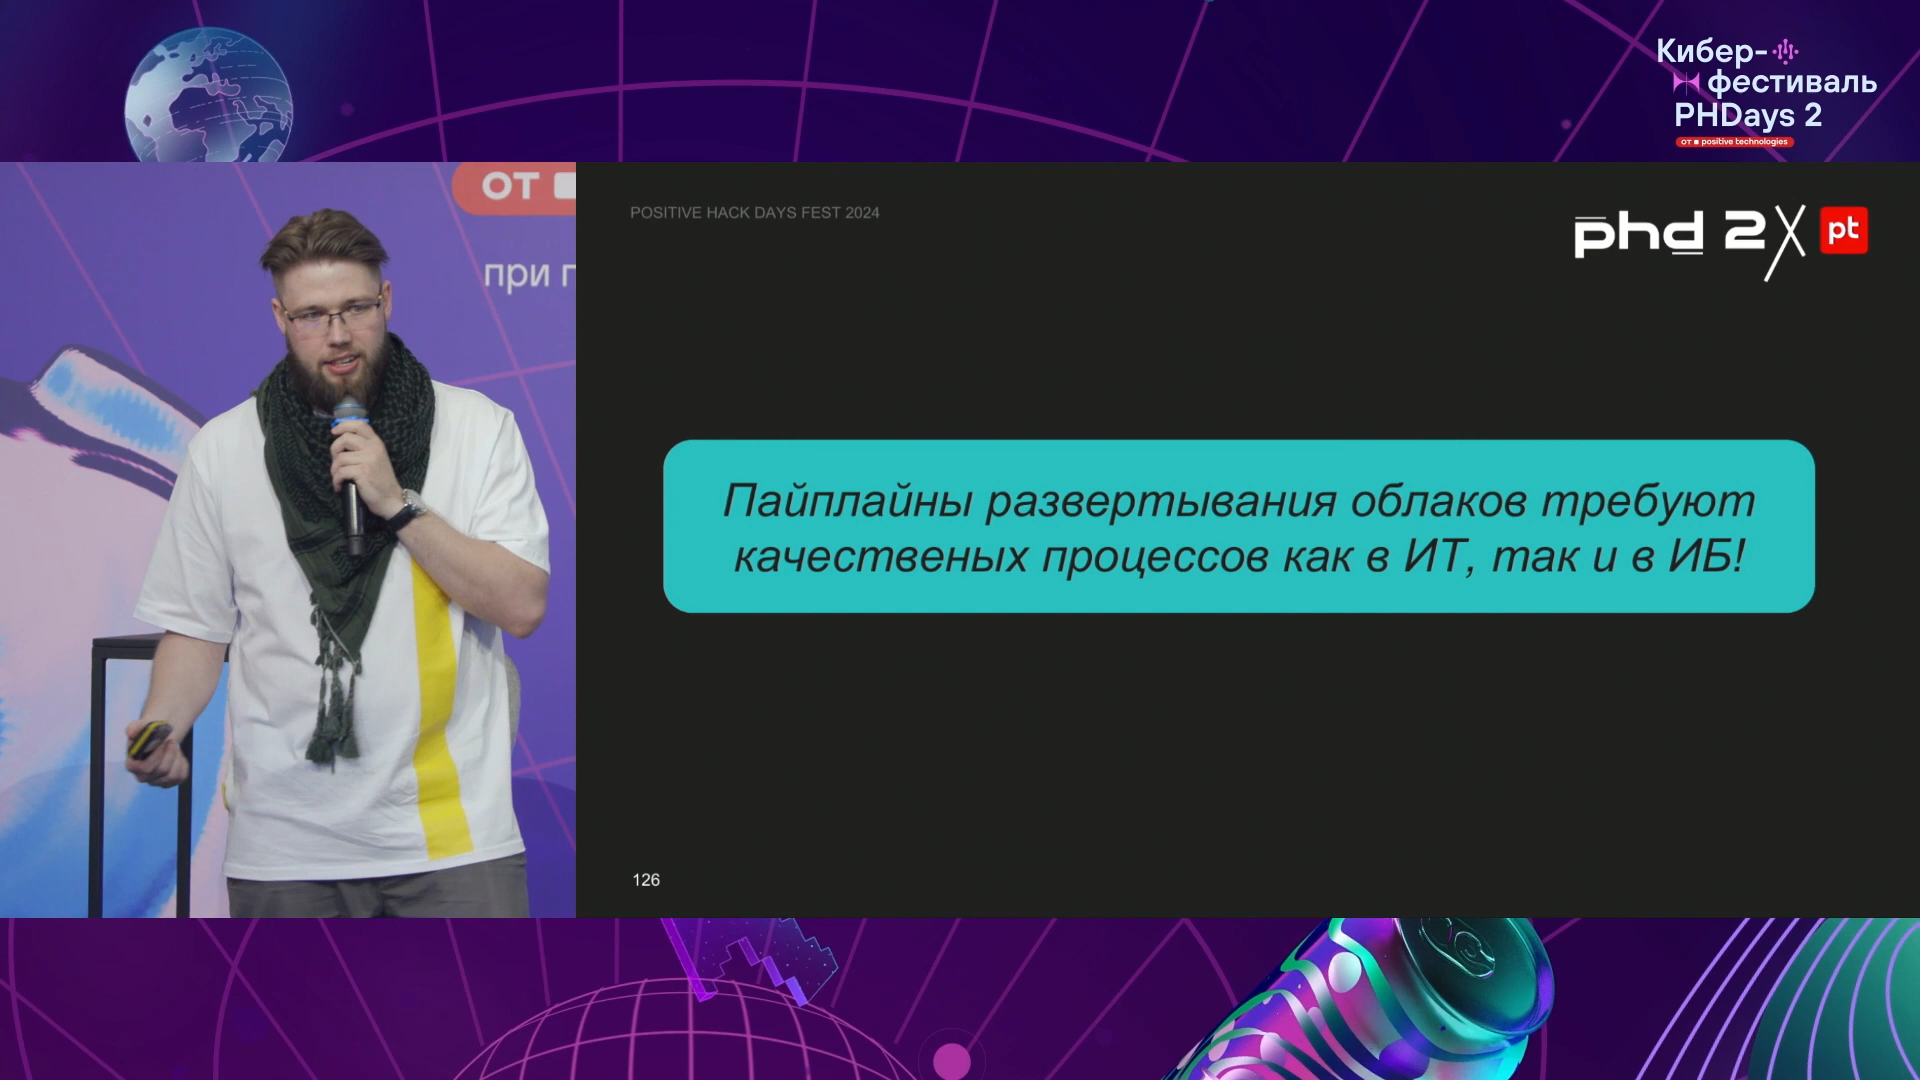 Кибер-
фестиваль
PHDays 2
от positive technologies
ОТ
при п
POSITIVE HACK DAYS FEST 2024
phd 2
pt
Пайплайны развертывания облаков требуют
качественых процессов как в ИТ, так и в ИБ!
126